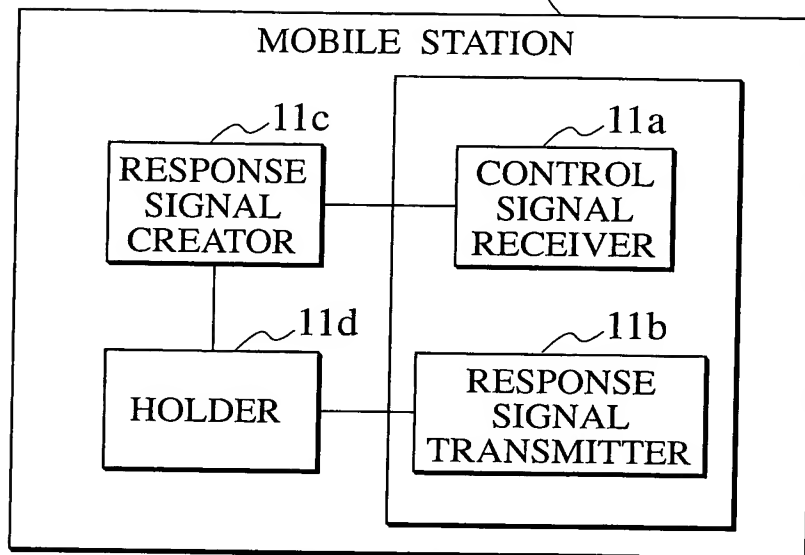 MOBILE STATION
11c
RESPONSE
SIGNAL
CREATOR
11a
CONTROL
SIGNAL
RECEIVER
11d
HOLDER
11b
RESPONSE
SIGNAL
TRANSMITTER